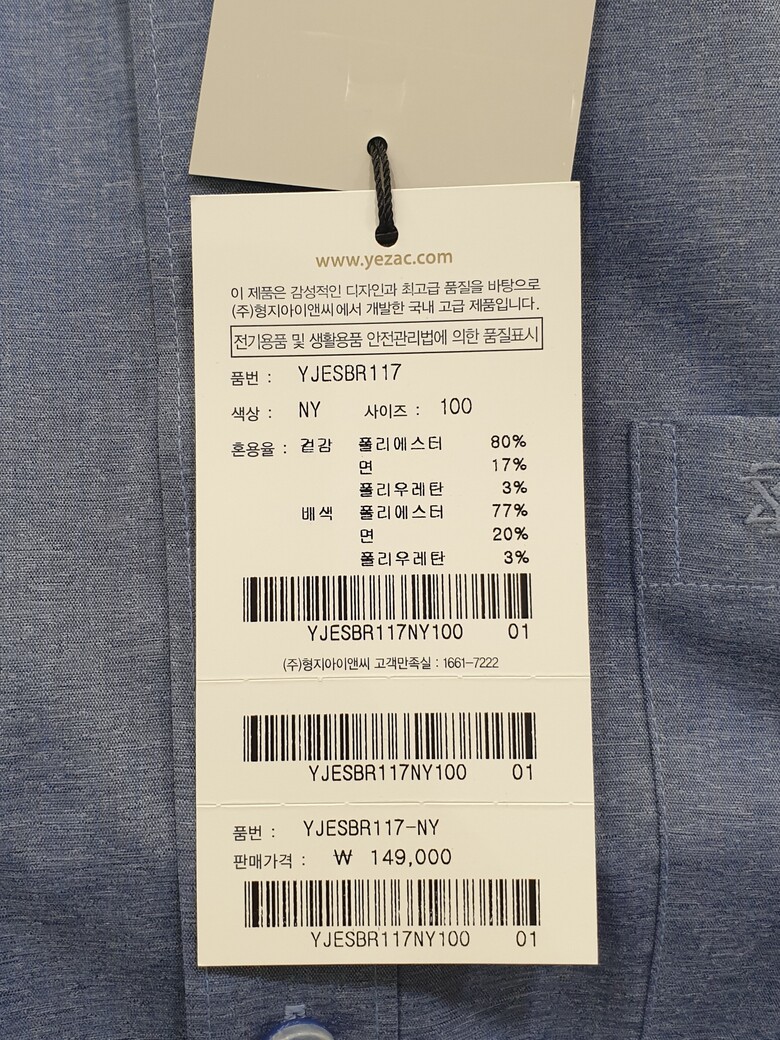 www.yezac.com
이 제품은 감성적인 디자인과 최고급 품질을 바탕으로
(주)형지아이앤씨에서 개발한 국내 고급 제품입니다.
전기용품 및 생활용품 안전관리법에 의한 품질표시
품번 : YJESBR117
색상 : NY 사이즈 : 100
혼용율 : 겉감 폴리에스터 80%
면 17%
폴리우레탄 3%
배색 폴리에스터 77%
면 20%
폴리우레탄 3%
YJESBR117NY100 01
(주)형지아이앤씨 고객만족실 : 1661-7222
YJESBR117NY100 01
품번 : YJESBR117-NY
판매가격 : ₩ 149,000
YJESBR117NY100 01